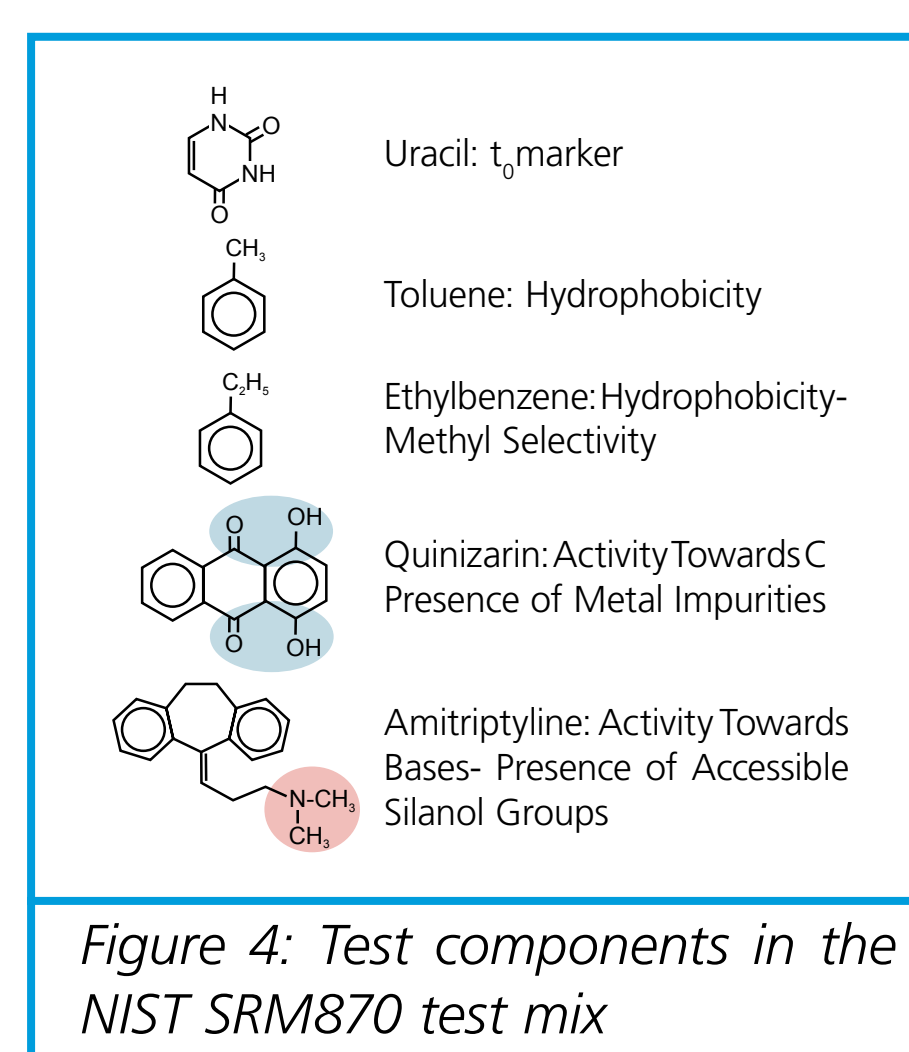 H
N
O
NH
O
Uracil: t₀marker
CH₃
Toluene: Hydrophobicity
C₂H₅
Ethylbenzene:Hydrophobicity-
Methyl Selectivity
O
OH
Quinizarin: Activity Towards C
Presence of Metal Impurities
O
OH
Amitriptyline: Activity Towards
Bases- Presence of Accessible
Silanol Groups
N-CH₃
CH₃
Figure 4: Test components in the
NIST SRM870 test mix